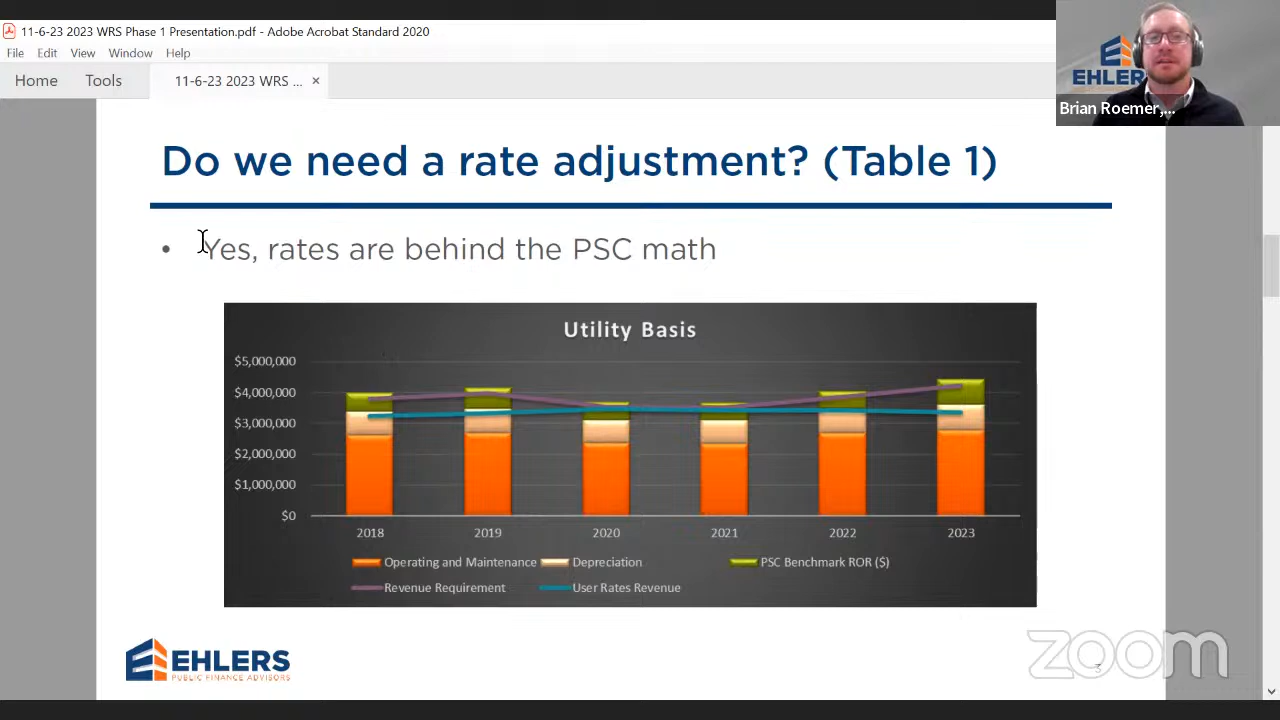 11-6-23 2023 WRS Phase 1 Presentation.pdf - Adobe Acrobat Standard 2020
File Edit View Window Help
Home Tools 11-6-23 2023 WRS ... ×
EHLERS
Brian Roemer,...
Do we need a rate adjustment? (Table 1)
• Yes, rates are behind the PSC math
Utility Basis
$5,000,000
$4,000,000
$3,000,000
$2,000,000
$1,000,000
$0
2018 2019 2020 2021 2022 2023
Operating and Maintenance Depreciation PSC Benchmark ROR ($)
Revenue Requirement User Rates Revenue
EHLERS
PUBLIC FINANCE ADVISORS
zoom
3